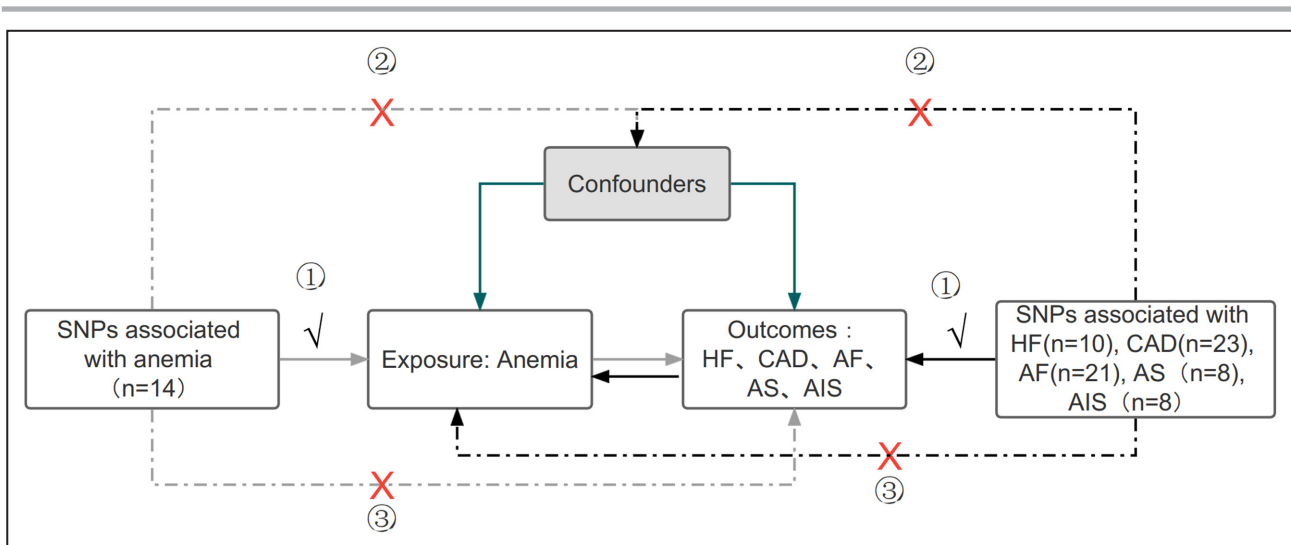 ② ②
Confounders
① ①
√ √
SNPs associated
with anemia
（n=14）
Exposure: Anemia
Outcomes：
HF、CAD、AF、
AS、AIS
SNPs associated with
HF(n=10), CAD(n=23),
AF(n=21), AS（n=8),
AIS（n=8）
③ ③